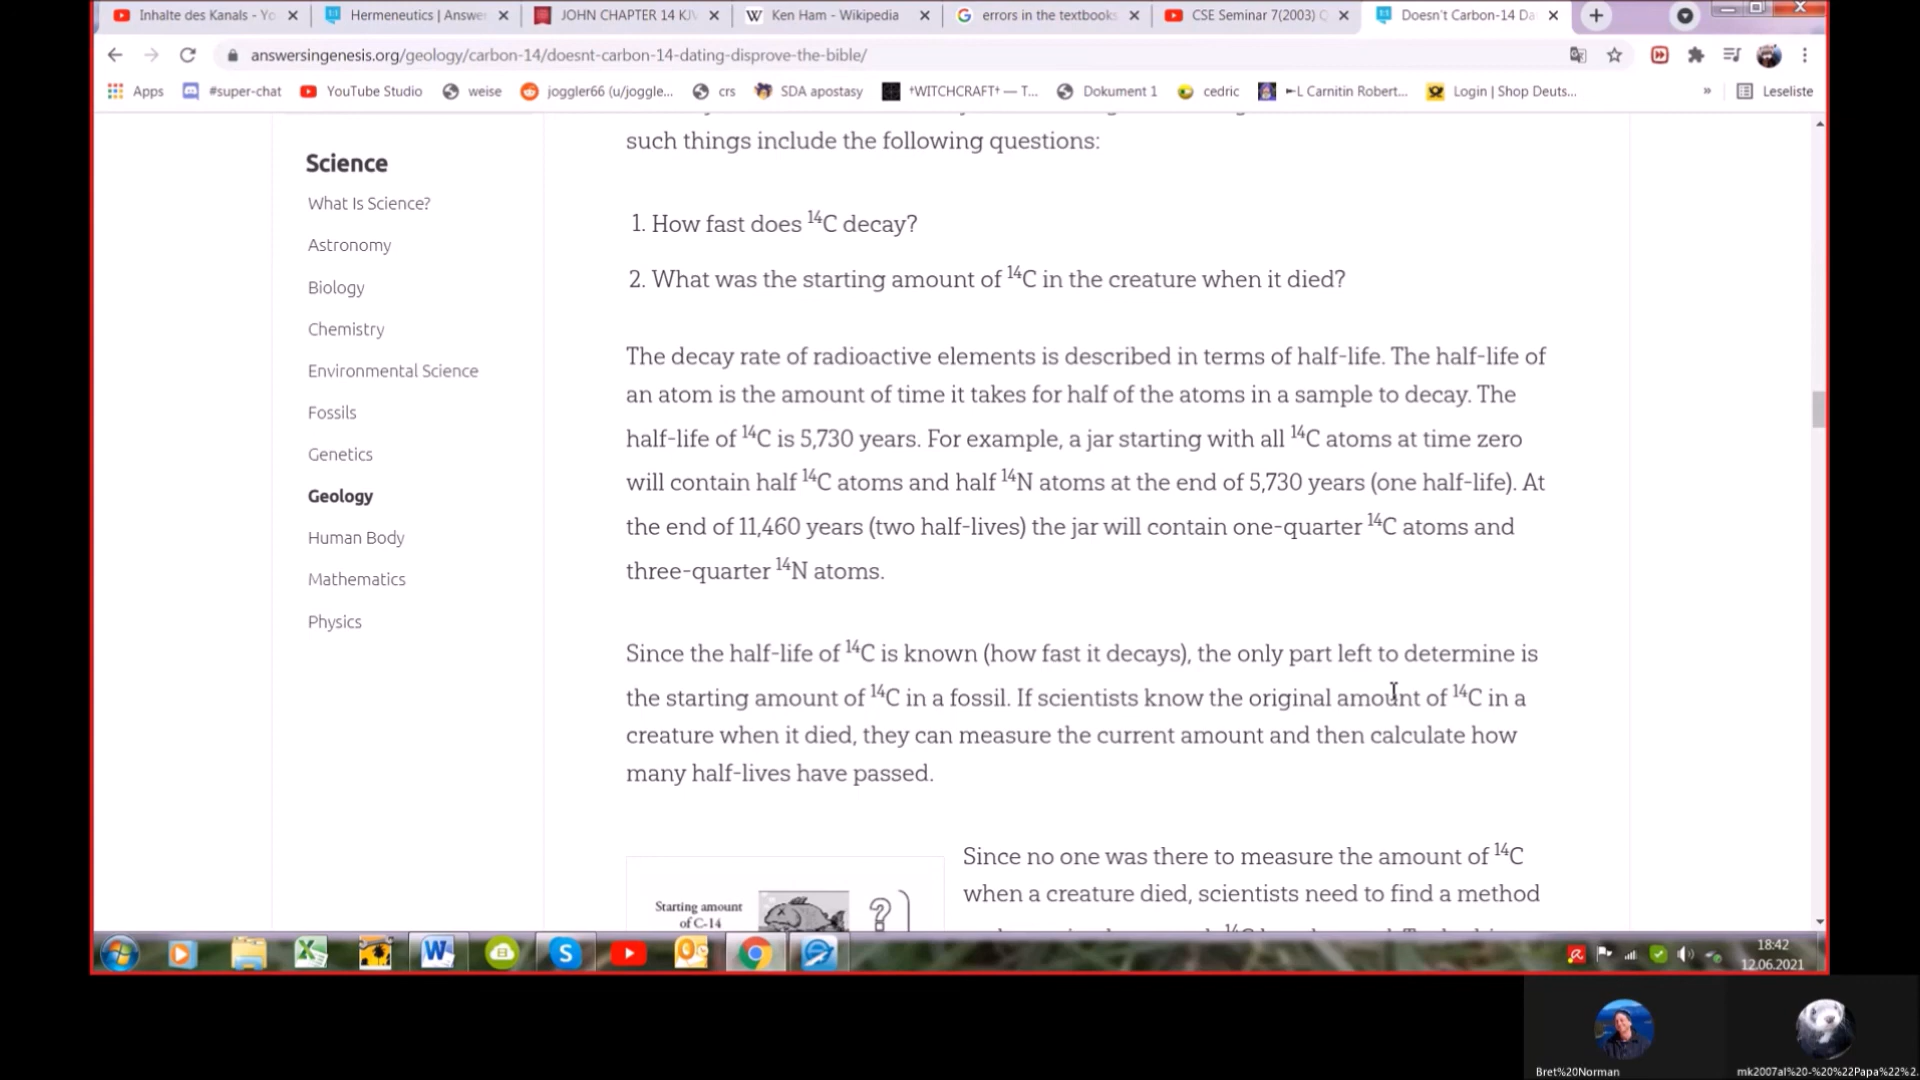 Inhalte des Kanals - Yo
Hermeneutics | Answe
JOHN CHAPTER 14 KJV
Ken Ham - Wikipedia
errors in the textbooks
CSE Seminar 7(2003) Q
Doesn't Carbon-14 Da
answersingenesis.org/geology/carbon-14/doesnt-carbon-14-dating-disprove-the-bible/
Apps
#super-chat
YouTube Studio
weise
joggler66 (u/joggle...
crs
SDA apostasy
†WITCHCRAFT† — T...
Dokument 1
cedric
►L Carnitin Robert...
Login | Shop Deuts...
»
Leseliste
Science
What Is Science?
Astronomy
Biology
Chemistry
Environmental Science
Fossils
Genetics
Geology
Human Body
Mathematics
Physics
such things include the following questions:
1. How fast does ¹⁴C decay?
2. What was the starting amount of ¹⁴C in the creature when it died?
The decay rate of radioactive elements is described in terms of half-life. The half-life of
an atom is the amount of time it takes for half of the atoms in a sample to decay. The
half-life of ¹⁴C is 5,730 years. For example, a jar starting with all ¹⁴C atoms at time zero
will contain half ¹⁴C atoms and half ¹⁴N atoms at the end of 5,730 years (one half-life). At
the end of 11,460 years (two half-lives) the jar will contain one-quarter ¹⁴C atoms and
three-quarter ¹⁴N atoms.
Since the half-life of ¹⁴C is known (how fast it decays), the only part left to determine is
the starting amount of ¹⁴C in a fossil. If scientists know the original amount of ¹⁴C in a
creature when it died, they can measure the current amount and then calculate how
many half-lives have passed.
Starting amount
of C-14
?
Since no one was there to measure the amount of ¹⁴C
when a creature died, scientists need to find a method
18:42
12.06.2021
Bret%20Norman
mk2007al%20-%20%22Papa%22%2.